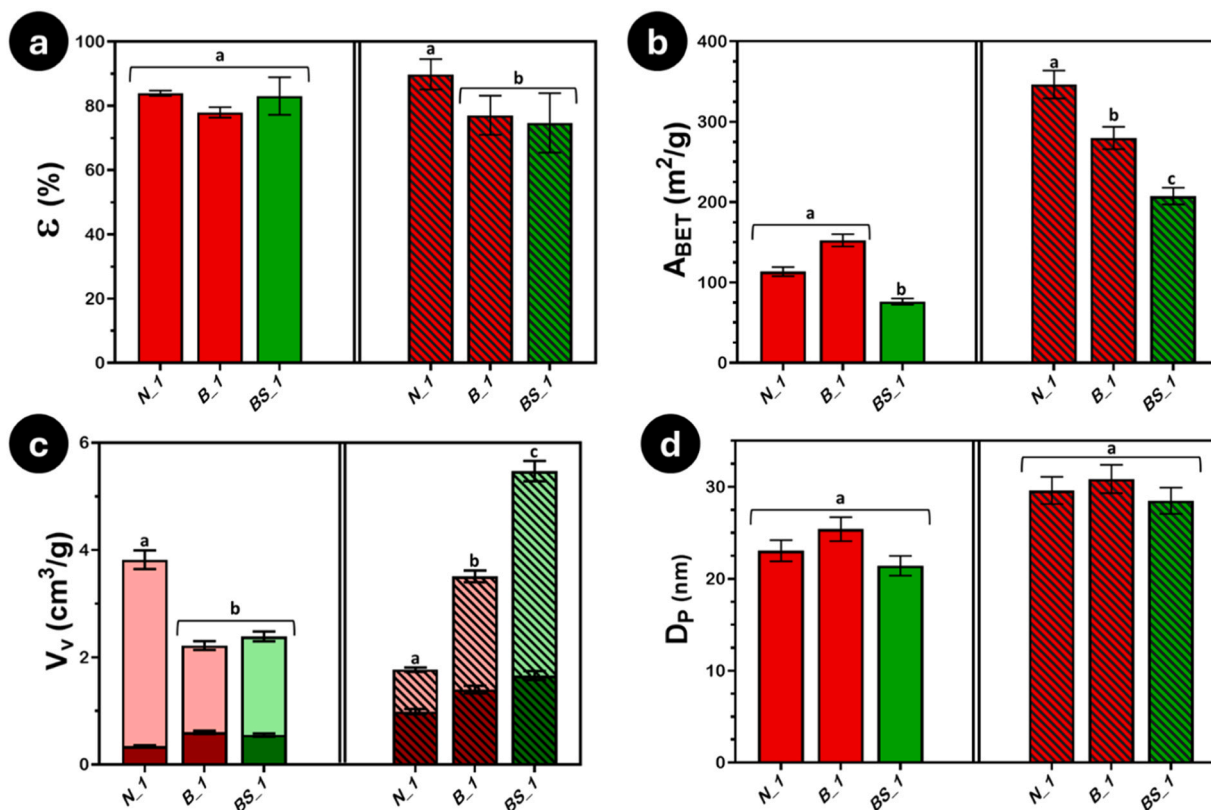 a
ε (%)
100
80
60
40
20
0
a
a
b
N_1
B_1
BS_1
N_1
B_1
BS_1
b
A_BET (m²/g)
400
300
200
100
0
a
b
a
b
c
N_1
B_1
BS_1
N_1
B_1
BS_1
c
V_v (cm³/g)
6
4
2
0
a
b
a
b
c
N_1
B_1
BS_1
N_1
B_1
BS_1
d
D_P (nm)
30
20
10
0
a
a
N_1
B_1
BS_1
N_1
B_1
BS_1